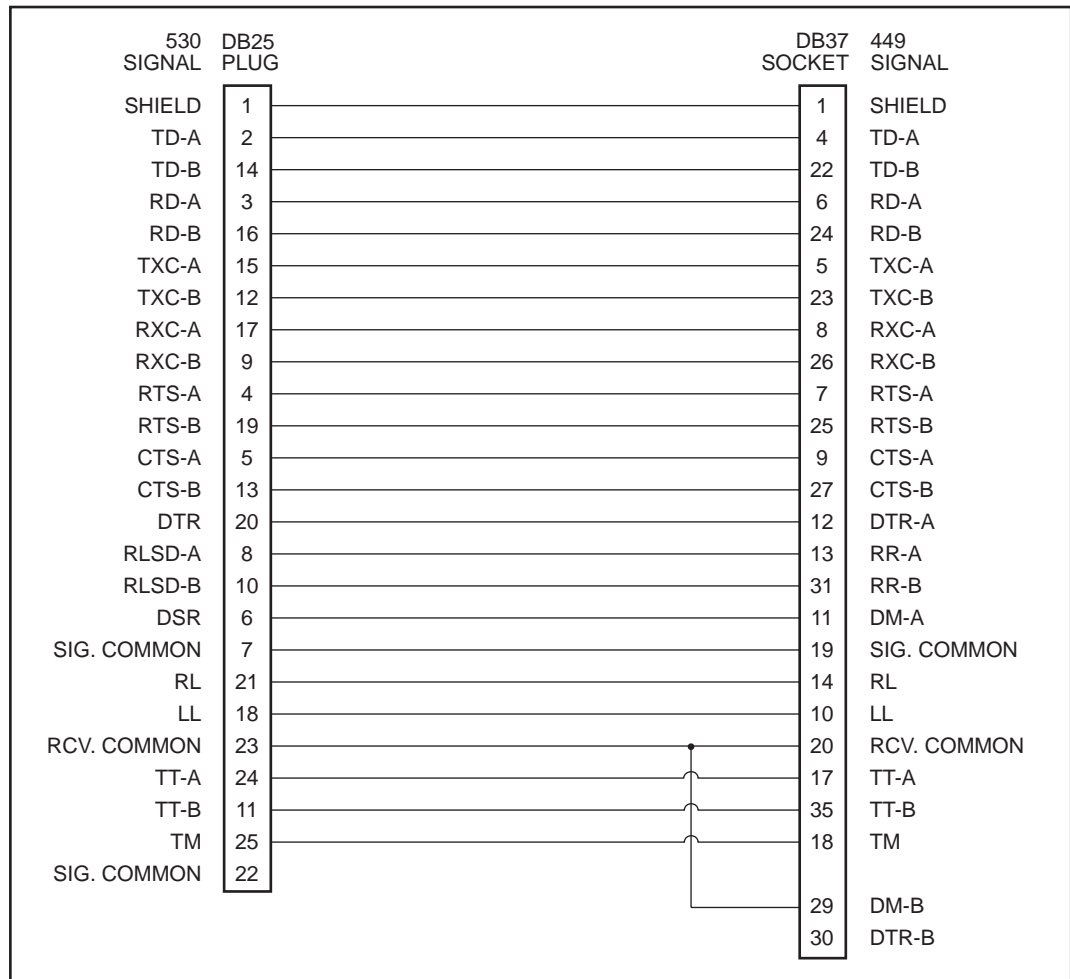 530 DB25 DB37 449
SIGNAL PLUG SOCKET SIGNAL
SHIELD 1 1 SHIELD
TD-A 2 4 TD-A
TD-B 14 22 TD-B
RD-A 3 6 RD-A
RD-B 16 24 RD-B
TXC-A 15 5 TXC-A
TXC-B 12 23 TXC-B
RXC-A 17 8 RXC-A
RXC-B 9 26 RXC-B
RTS-A 4 7 RTS-A
RTS-B 19 25 RTS-B
CTS-A 5 9 CTS-A
CTS-B 13 27 CTS-B
DTR 20 12 DTR-A
RLSD-A 8 13 RR-A
RLSD-B 10 31 RR-B
DSR 6 11 DM-A
SIG. COMMON 7 19 SIG. COMMON
RL 21 14 RL
LL 18 10 LL
RCV. COMMON 23 20 RCV. COMMON
TT-A 24 17 TT-A
TT-B 11 35 TT-B
TM 25 18 TM
SIG. COMMON 22
29 DM-B
30 DTR-B